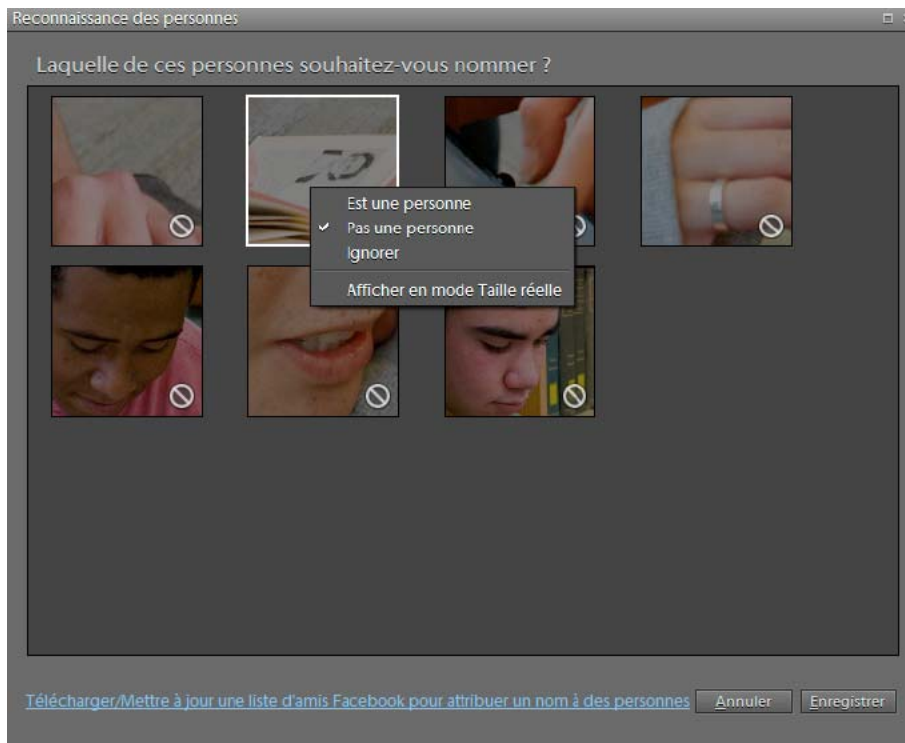 Reconnaissance des personnes
Laquelle de ces personnes souhaitez-vous nommer ?
Est une personne
Pas une personne
Ignorer
Afficher en mode Taille réelle
Télécharger/Mettre à jour une liste d'amis Facebook pour attribuer un nom à des personnes
Annuler
Enregistrer